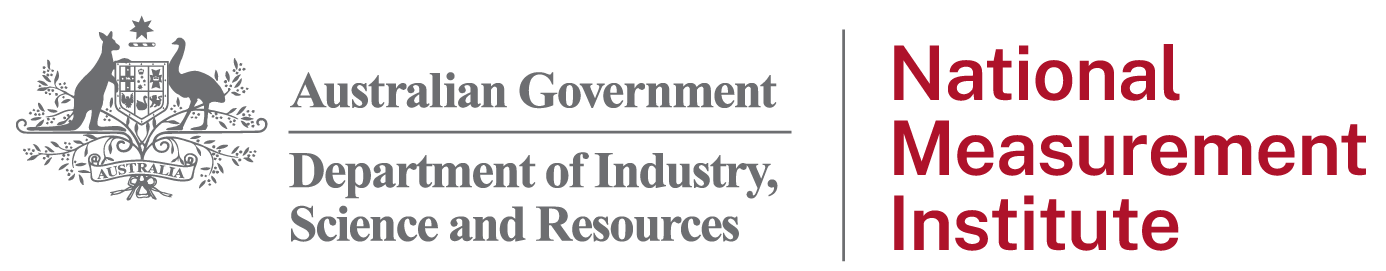 AUSTRALIA
Australian Government
Department of Industry,
Science and Resources
National
Measurement
Institute